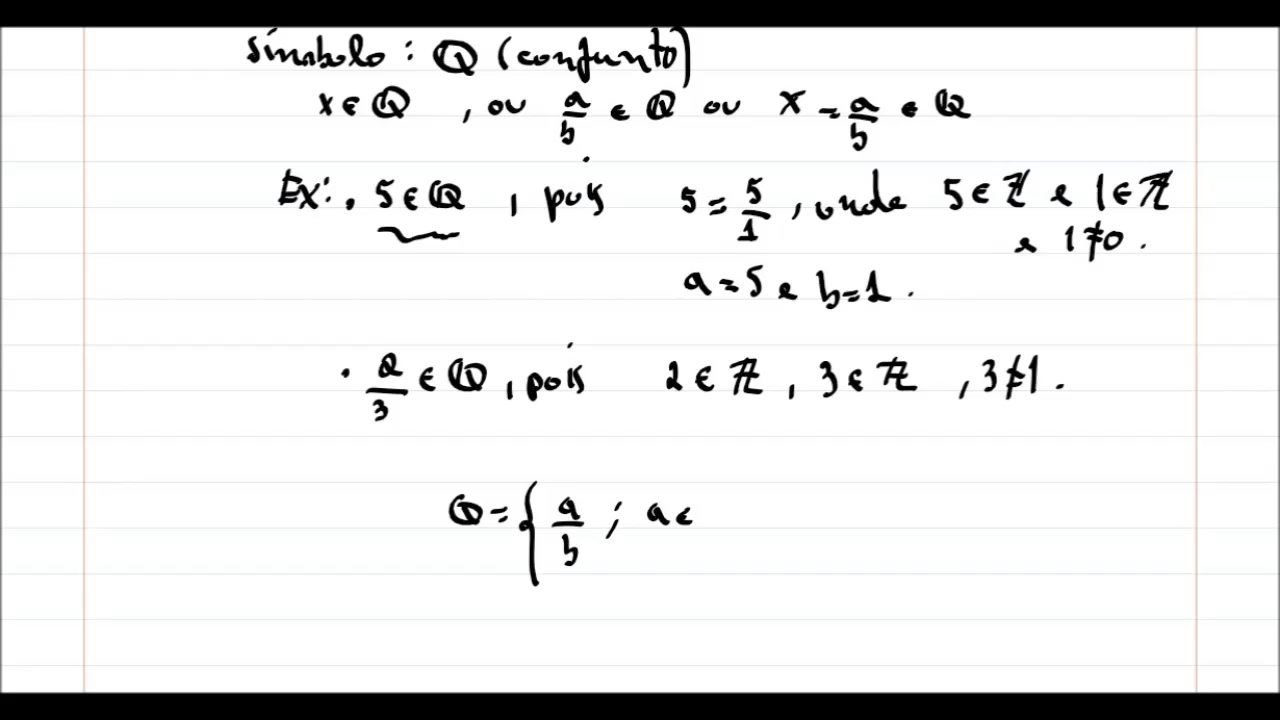 símbolo : ℚ (conjunto)
x ∈ ℚ , ou a/b ∈ ℚ ou x = a/b ∈ ℚ
Ex: . 5 ∈ ℚ , pois 5 = 5/1 , onde 5 ∈ ℤ e 1 ∈ ℤ
e 1 ≠ 0 .
a = 5 e b = 1 .
. 2/3 ∈ ℚ , pois 2 ∈ ℤ , 3 ∈ ℤ , 3 ≠ 1 .
ℚ = { a/b ; a ∈